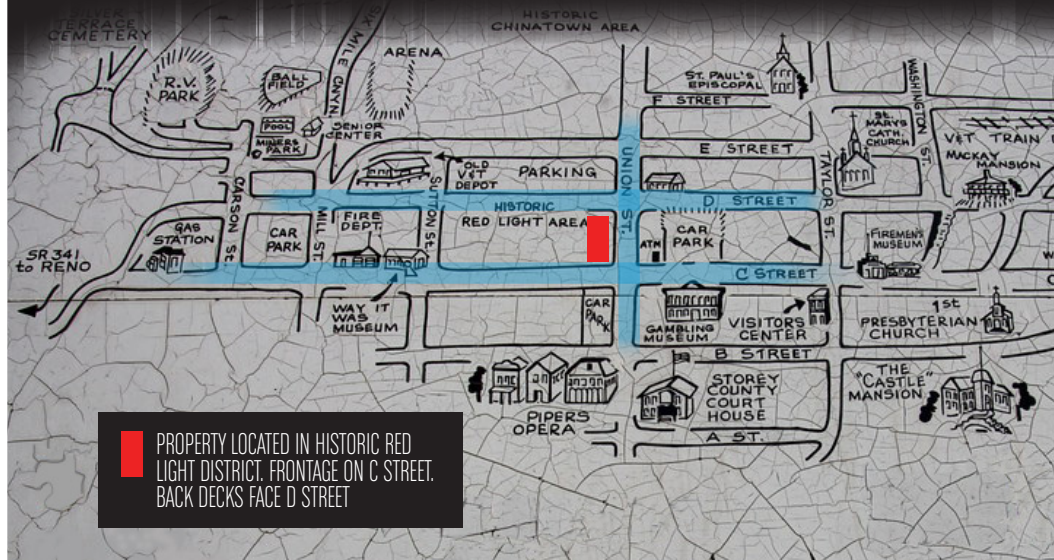 SILVER
TERRACE
CEMETERY
HISTORIC
CHINATOWN AREA
SIX MILE CNYN.
ARENA
R.V.
PARK
BALL
FIELD
POOL
MINERS
PARK
SENIOR
CENTER
OLD
V&T
DEPOT
PARKING
ST. PAUL'S
EPISCOPAL
F STREET
E STREET
ST.
MARYS
CATH.
CHURCH
WASHINGTON ST.
V&T TRAIN
MACKAY
MANSION
CARSON ST.
MILL ST.
SUTTON ST.
UNION ST.
TAYLOR ST.
D STREET
HISTORIC
RED LIGHT AREA
GAS
STATION
CAR
PARK
FIRE
DEPT.
ATM
CAR
PARK
FIREMEN'S
MUSEUM
SR 341
to RENO
C STREET
WAY IT
WAS
MUSEUM
CAR
PARK
GAMBLING
MUSEUM
VISITORS
CENTER
1st
PRESBYTERIAN
CHURCH
B STREET
PIPERS
OPERA
STOREY
COUNTY
COURT
HOUSE
THE
"CASTLE"
MANSION
A ST.
PROPERTY LOCATED IN HISTORIC RED
LIGHT DISTRICT. FRONTAGE ON C STREET.
BACK DECKS FACE D STREET